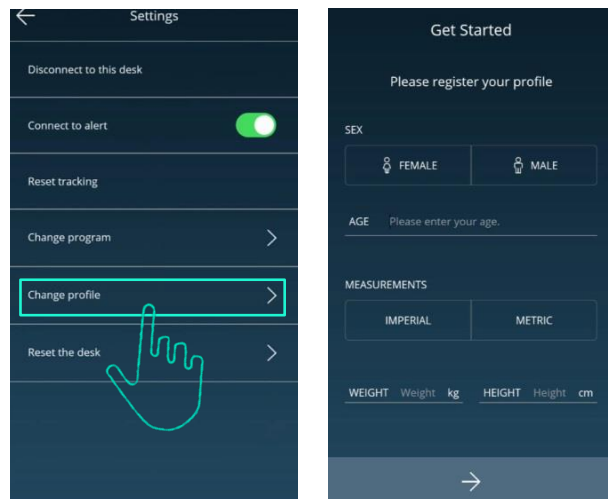 Settings
Disconnect to this desk
Connect to alert
Reset tracking
Change program
Change profile
Reset the desk
Get Started
Please register your profile
SEX
FEMALE MALE
AGE Please enter your age.
MEASUREMENTS
IMPERIAL METRIC
WEIGHT Weight kg HEIGHT Height cm